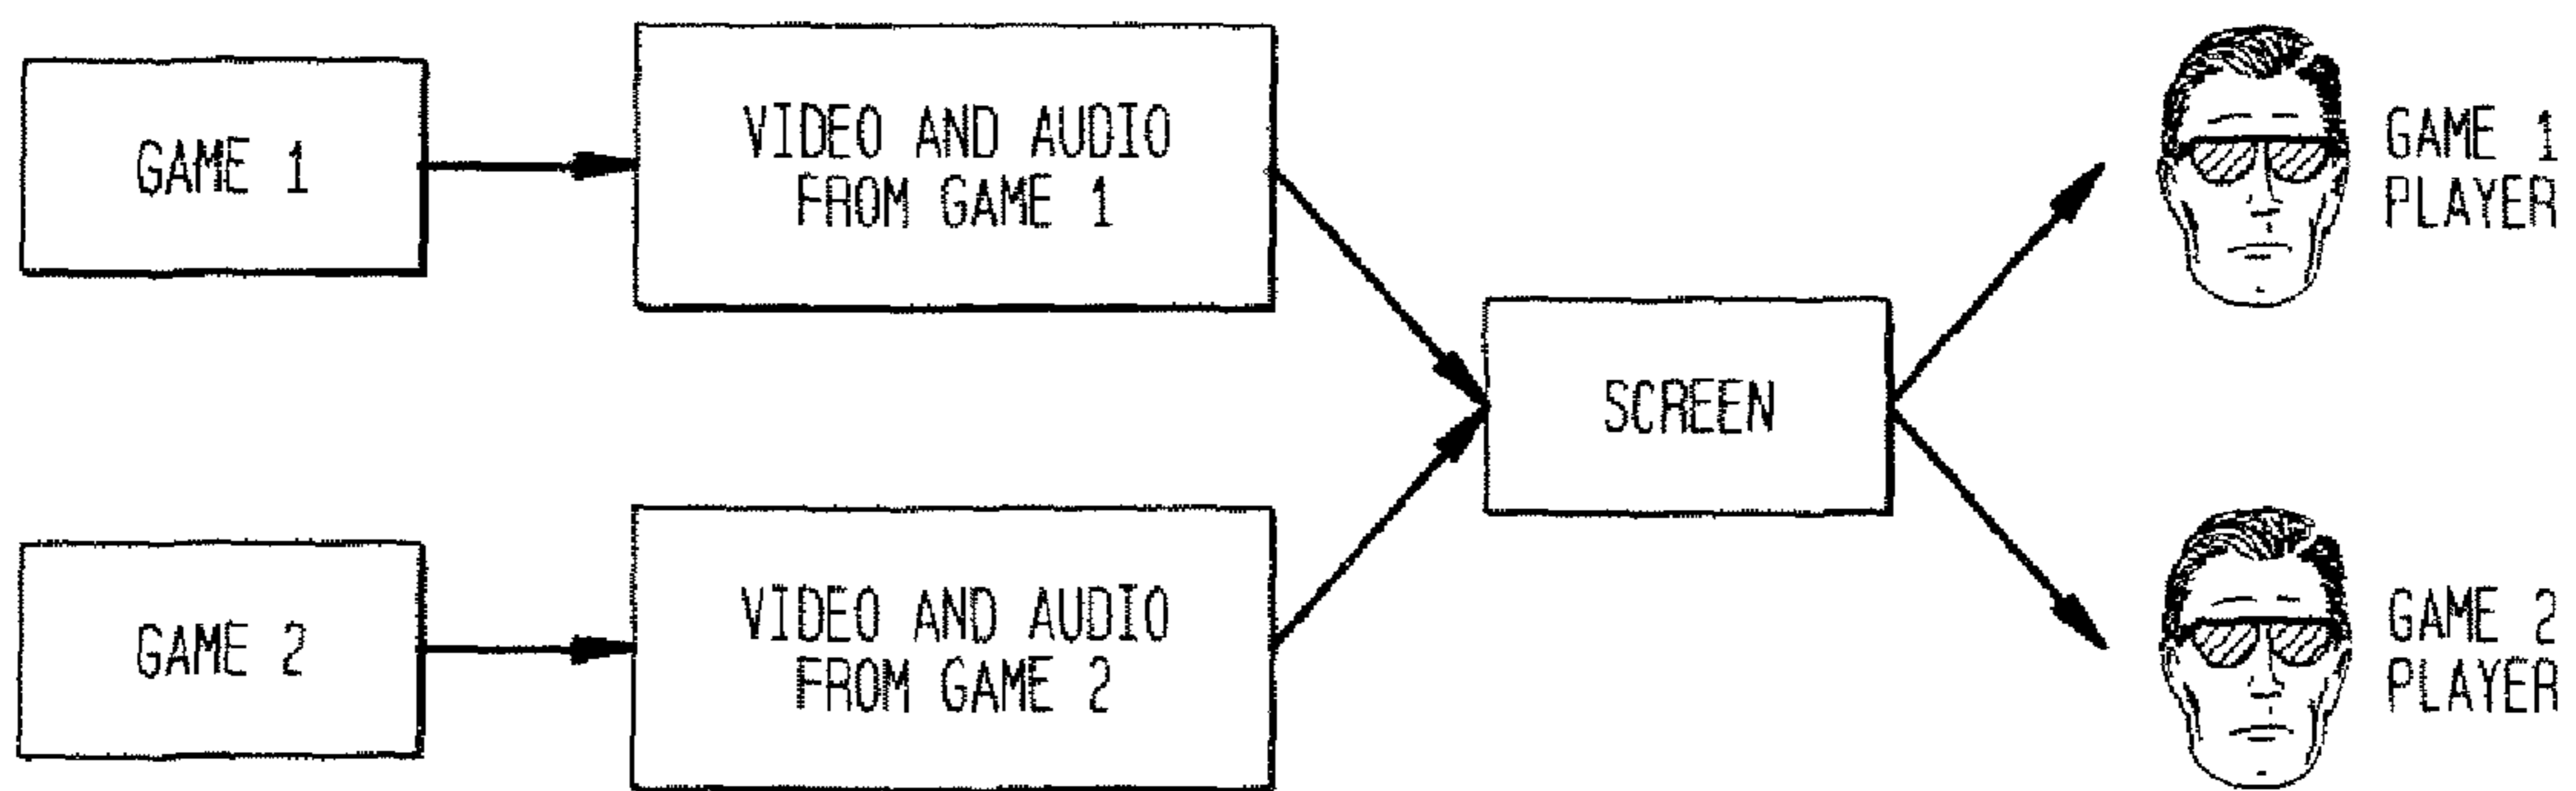 GAME 1
VIDEO AND AUDIO
FROM GAME 1
GAME 1
PLAYER
SCREEN
GAME 2
VIDEO AND AUDIO
FROM GAME 2
GAME 2
PLAYER